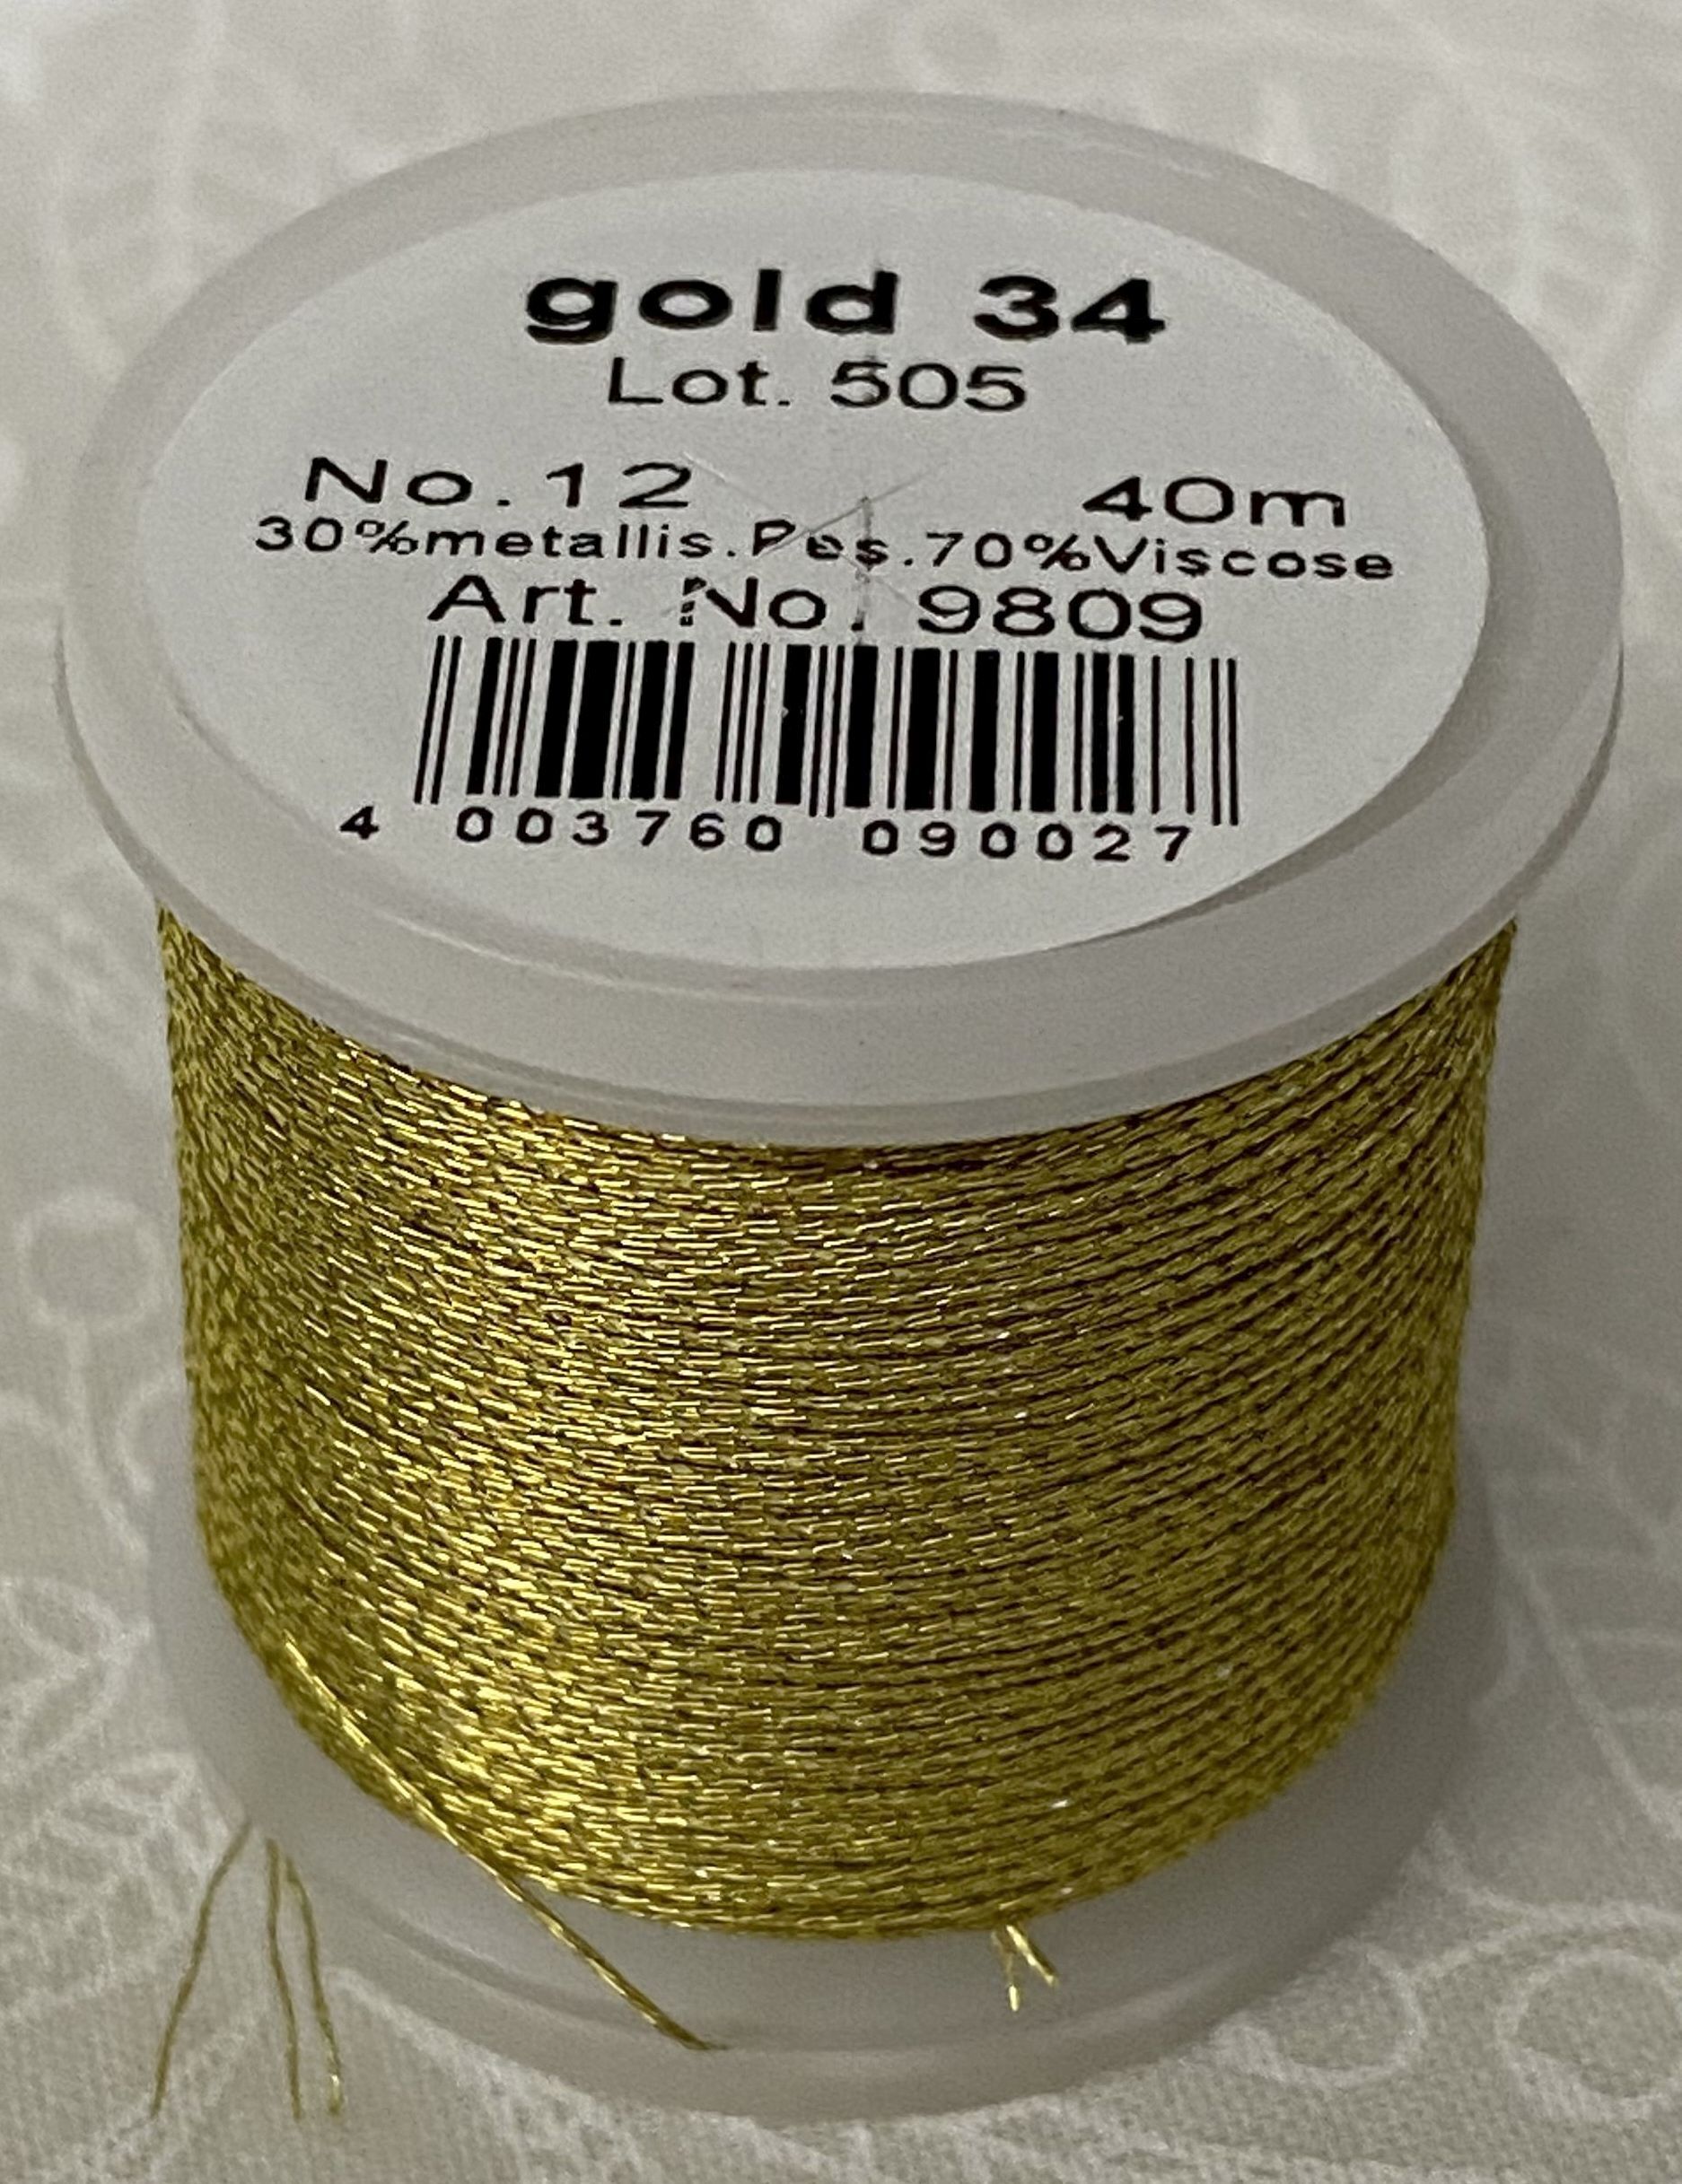 gold 34
Lot. 505
No.12 40m
30%metallis.Pes.70%Viscose
Art. No. 9809
4 003760 090027